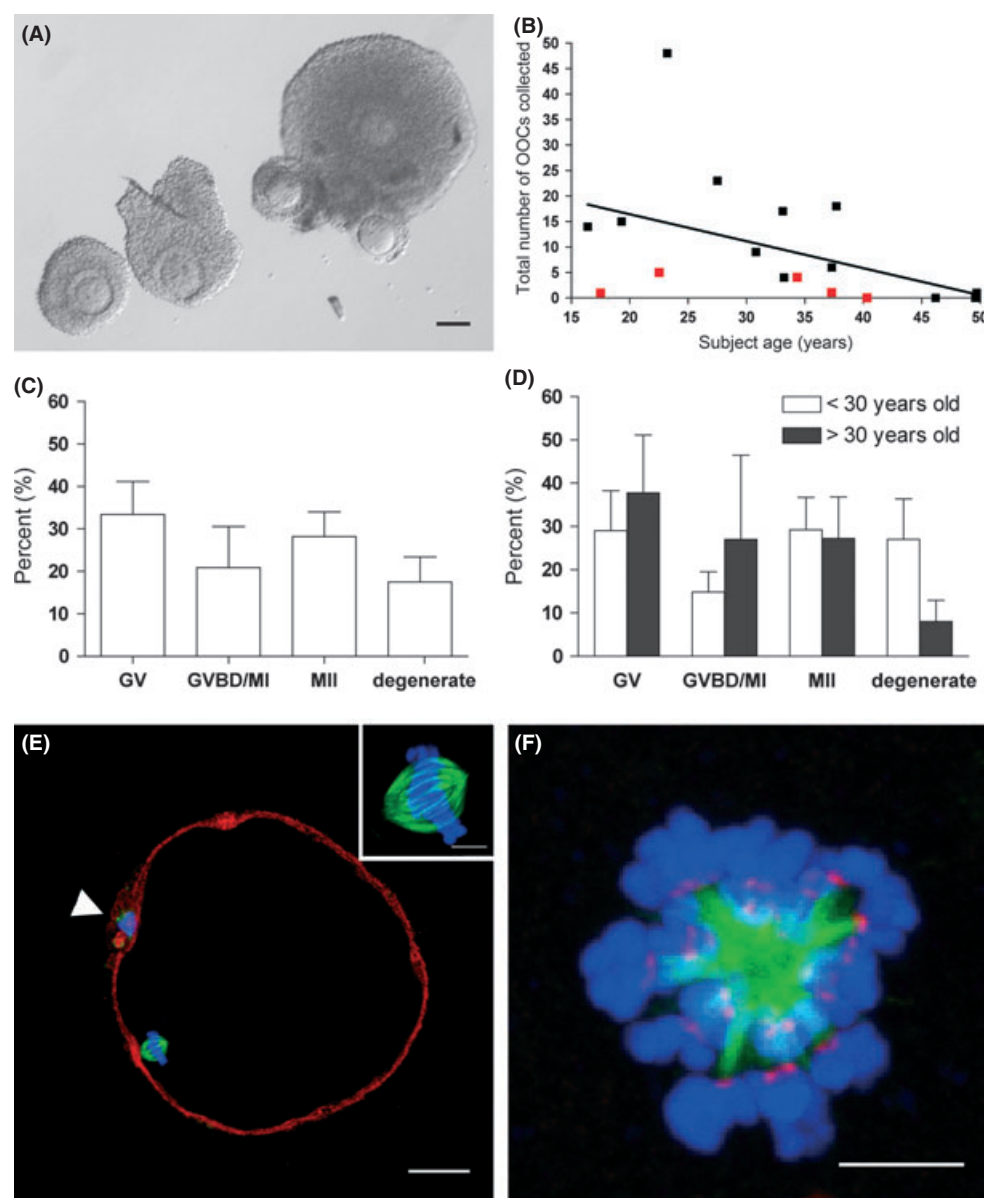 (A)
(B)
Total number of OOCs collected
50
45
40
35
30
25
20
15
10
5
0
15 20 25 30 35 40 45 50
Subject age (years)
(C)
Percent (%)
60
50
40
30
20
10
0
GV GVBD/MI MII degenerate
(D)
< 30 years old
> 30 years old
Percent (%)
60
50
40
30
20
10
0
GV GVBD/MI MII degenerate
(E)
(F)